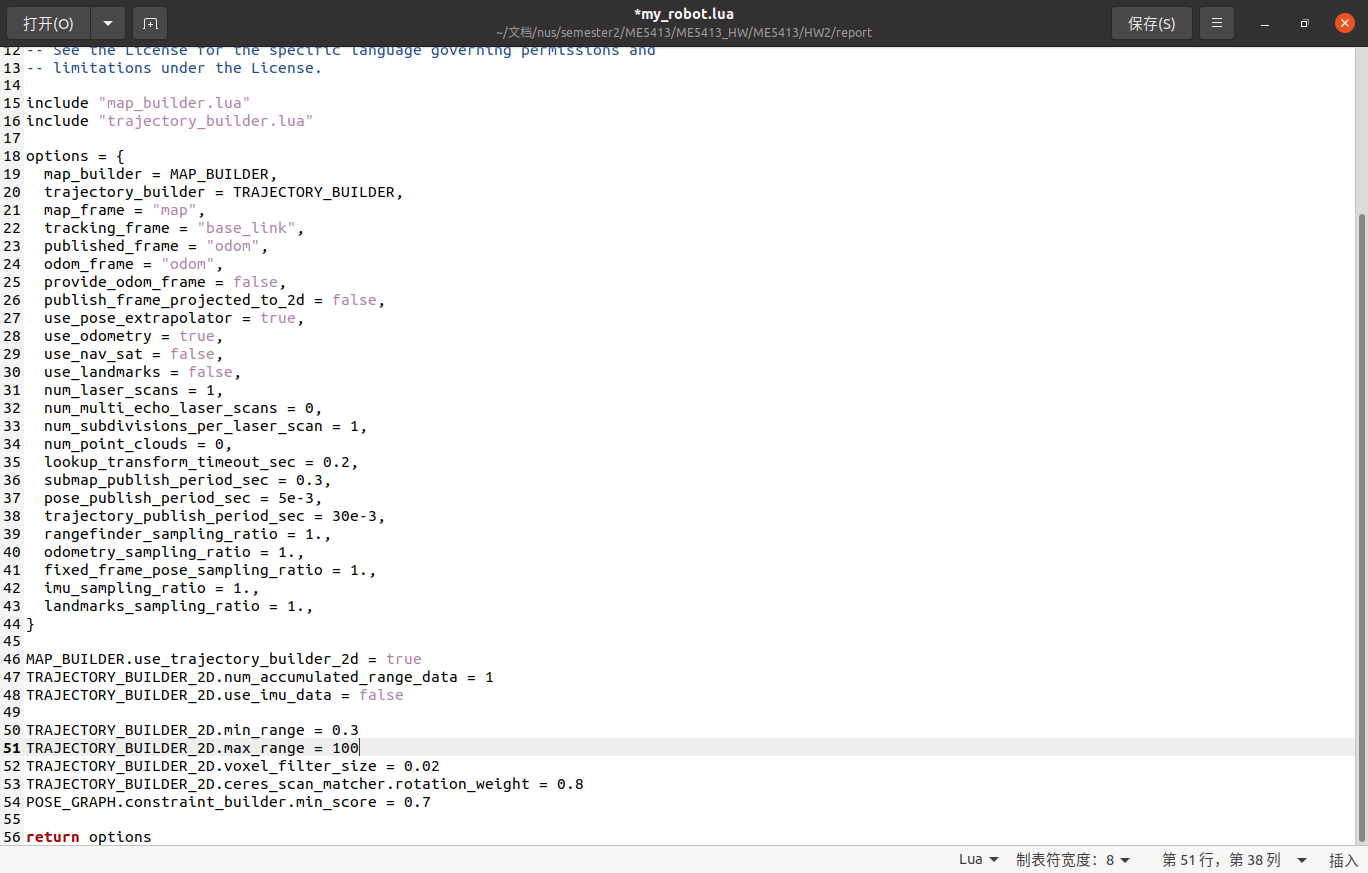 打开(O)
*my_robot.lua
~/文档/nus/semester2/ME5413/ME5413_HW/ME5413/HW2/report
保存(S)
12 -- See the License for the specific language governing permissions and
13 -- limitations under the License.
14
15 include "map_builder.lua"
16 include "trajectory_builder.lua"
17
18 options = {
19   map_builder = MAP_BUILDER,
20   trajectory_builder = TRAJECTORY_BUILDER,
21   map_frame = "map",
22   tracking_frame = "base_link",
23   published_frame = "odom",
24   odom_frame = "odom",
25   provide_odom_frame = false,
26   publish_frame_projected_to_2d = false,
27   use_pose_extrapolator = true,
28   use_odometry = true,
29   use_nav_sat = false,
30   use_landmarks = false,
31   num_laser_scans = 1,
32   num_multi_echo_laser_scans = 0,
33   num_subdivisions_per_laser_scan = 1,
34   num_point_clouds = 0,
35   lookup_transform_timeout_sec = 0.2,
36   submap_publish_period_sec = 0.3,
37   pose_publish_period_sec = 5e-3,
38   trajectory_publish_period_sec = 30e-3,
39   rangefinder_sampling_ratio = 1.,
40   odometry_sampling_ratio = 1.,
41   fixed_frame_pose_sampling_ratio = 1.,
42   imu_sampling_ratio = 1.,
43   landmarks_sampling_ratio = 1.,
44 }
45
46 MAP_BUILDER.use_trajectory_builder_2d = true
47 TRAJECTORY_BUILDER_2D.num_accumulated_range_data = 1
48 TRAJECTORY_BUILDER_2D.use_imu_data = false
49
50 TRAJECTORY_BUILDER_2D.min_range = 0.3
51 TRAJECTORY_BUILDER_2D.max_range = 100
52 TRAJECTORY_BUILDER_2D.voxel_filter_size = 0.02
53 TRAJECTORY_BUILDER_2D.ceres_scan_matcher.rotation_weight = 0.8
54 POSE_GRAPH.constraint_builder.min_score = 0.7
55
56 return options
Lua 制表符宽度：8 第 51 行，第 38 列 插入